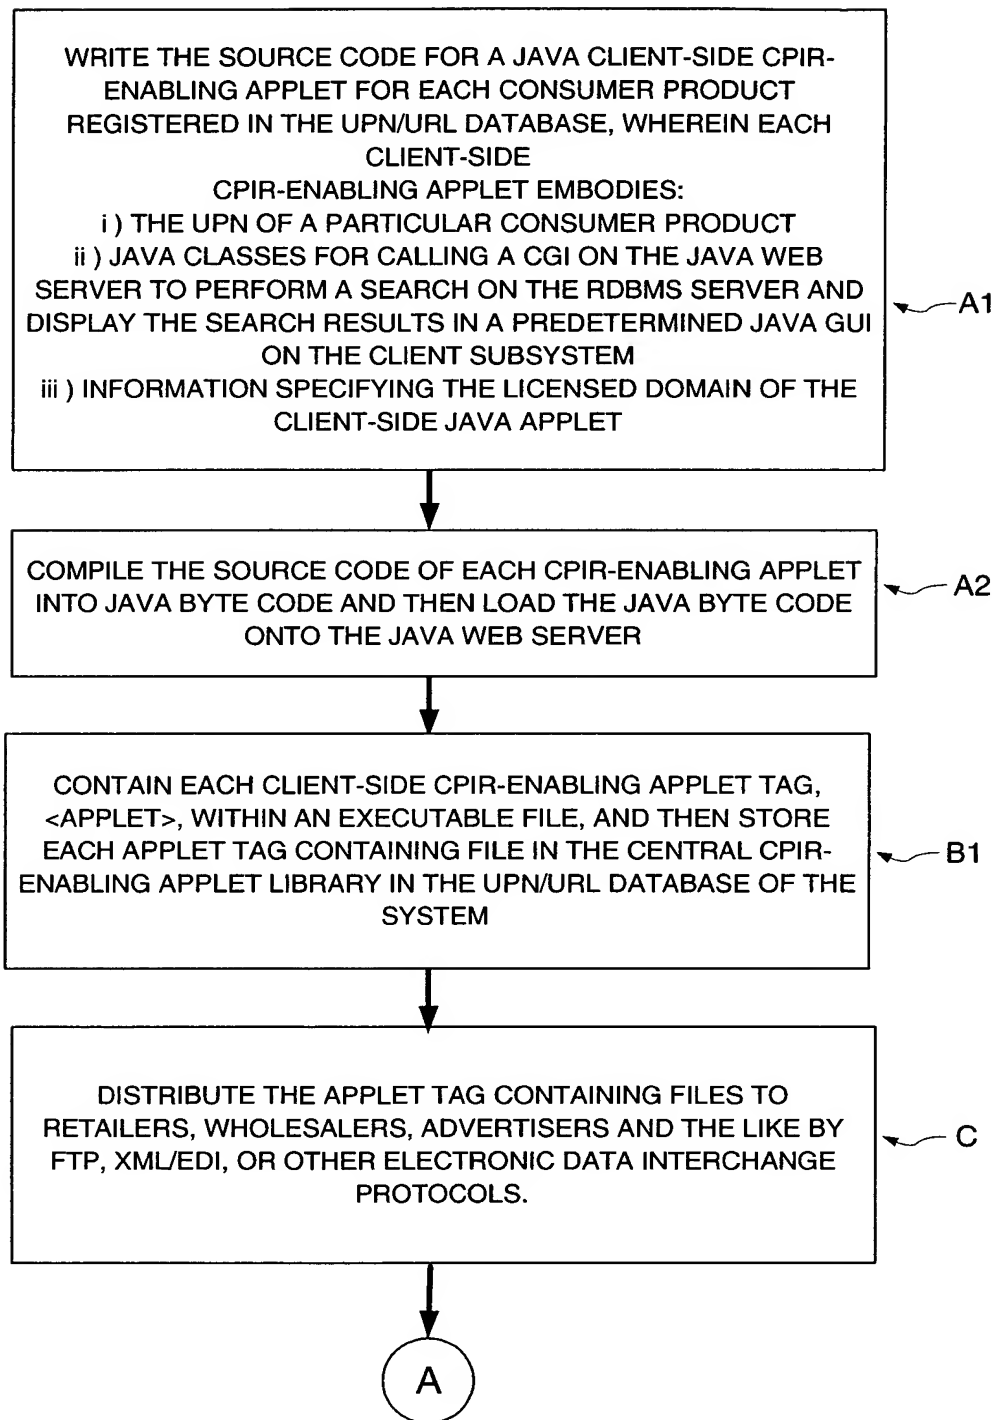 WRITE THE SOURCE CODE FOR A JAVA CLIENT-SIDE CPIR-
ENABLING APPLET FOR EACH CONSUMER PRODUCT
REGISTERED IN THE UPN/URL DATABASE, WHEREIN EACH
CLIENT-SIDE
CPIR-ENABLING APPLET EMBODIES:
i ) THE UPN OF A PARTICULAR CONSUMER PRODUCT
ii ) JAVA CLASSES FOR CALLING A CGI ON THE JAVA WEB
SERVER TO PERFORM A SEARCH ON THE RDBMS SERVER AND
DISPLAY THE SEARCH RESULTS IN A PREDETERMINED JAVA GUI
ON THE CLIENT SUBSYSTEM
iii ) INFORMATION SPECIFYING THE LICENSED DOMAIN OF THE
CLIENT-SIDE JAVA APPLET
A1
COMPILE THE SOURCE CODE OF EACH CPIR-ENABLING APPLET
INTO JAVA BYTE CODE AND THEN LOAD THE JAVA BYTE CODE
ONTO THE JAVA WEB SERVER
A2
CONTAIN EACH CLIENT-SIDE CPIR-ENABLING APPLET TAG,
<APPLET>, WITHIN AN EXECUTABLE FILE, AND THEN STORE
EACH APPLET TAG CONTAINING FILE IN THE CENTRAL CPIR-
ENABLING APPLET LIBRARY IN THE UPN/URL DATABASE OF THE
SYSTEM
B1
DISTRIBUTE THE APPLET TAG CONTAINING FILES TO
RETAILERS, WHOLESALERS, ADVERTISERS AND THE LIKE BY
FTP, XML/EDI, OR OTHER ELECTRONIC DATA INTERCHANGE
PROTOCOLS.
C
A